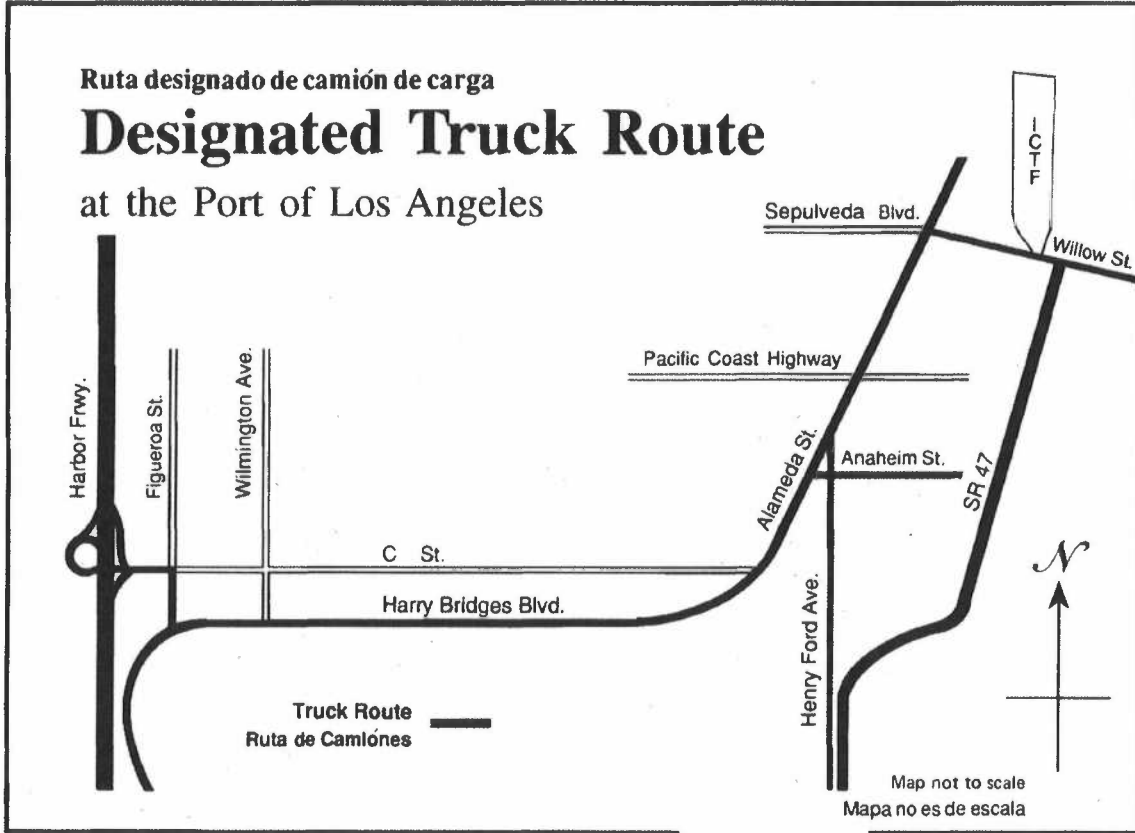 Ruta designado de camión de carga
Designated Truck Route
at the Port of Los Angeles
ICTF
Sepulveda Blvd.
Willow St.
Pacific Coast Highway
Harbor Frwy.
Figueroa St.
Wilmington Ave.
Alameda St.
Anaheim St.
SR 47
C St.
N
Harry Bridges Blvd.
Henry Ford Ave.
Truck Route
Ruta de Camlónes
Map not to scale
Mapa no es de escala